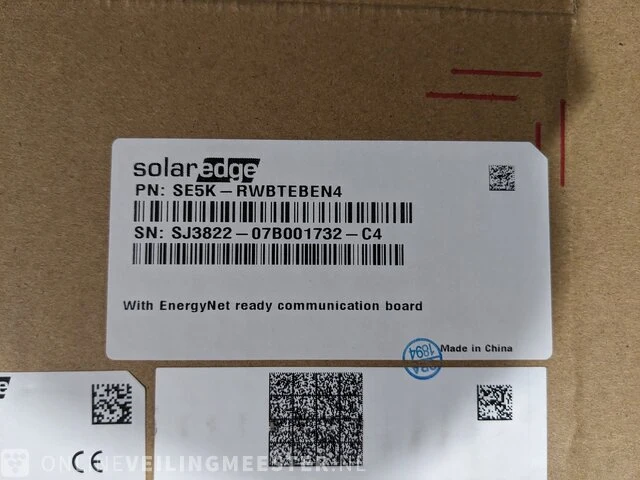 solaredge
PN: SE5K-RWBTEBEN4
SN: SJ3822-07B001732-C4
With EnergyNet ready communication board
1894
Made in China
e
CE
ONLINEVEILINGMEESTER.NL